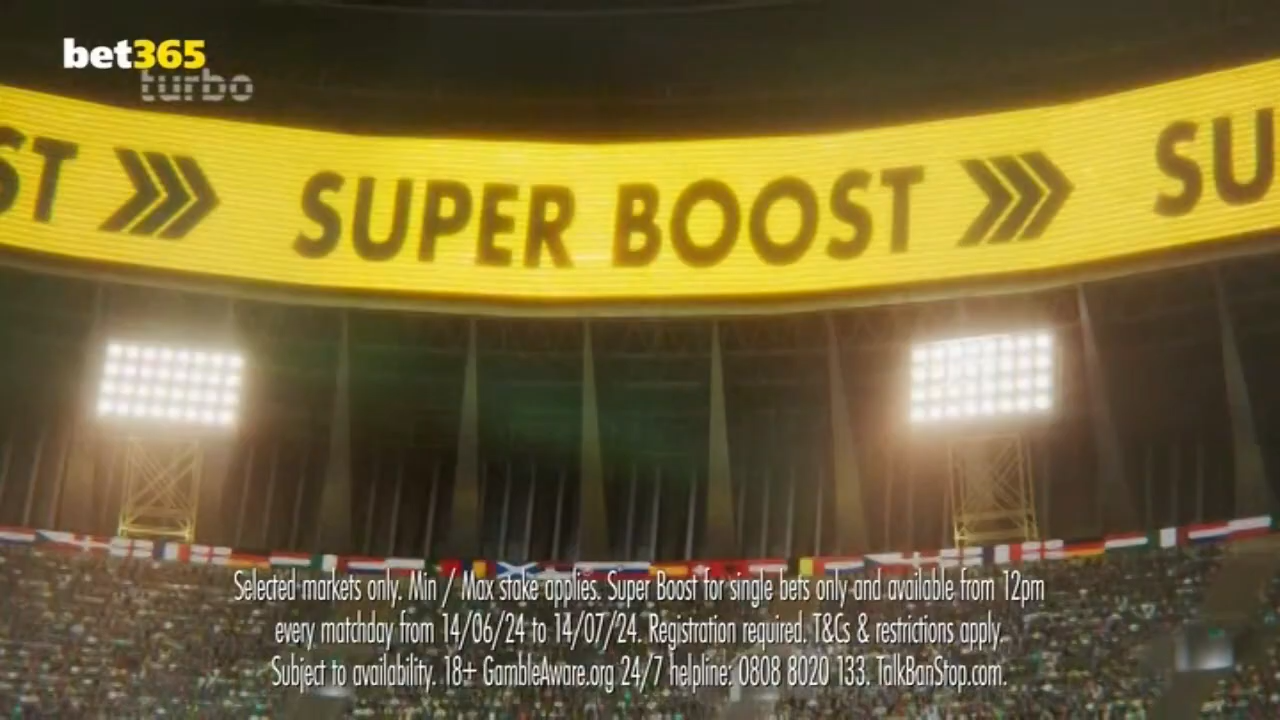 bet365
turbo
ST SUPER BOOST SU
Selected markets only. Min / Max stake applies. Super Boost for single bets only and available from 12pm
every matchday from 14/06/24 to 14/07/24. Registration required. T&Cs & restrictions apply.
Subject to availability. 18+ GambleAware.org 24/7 helpline: 0808 8020 133. TalkBanStop.com.